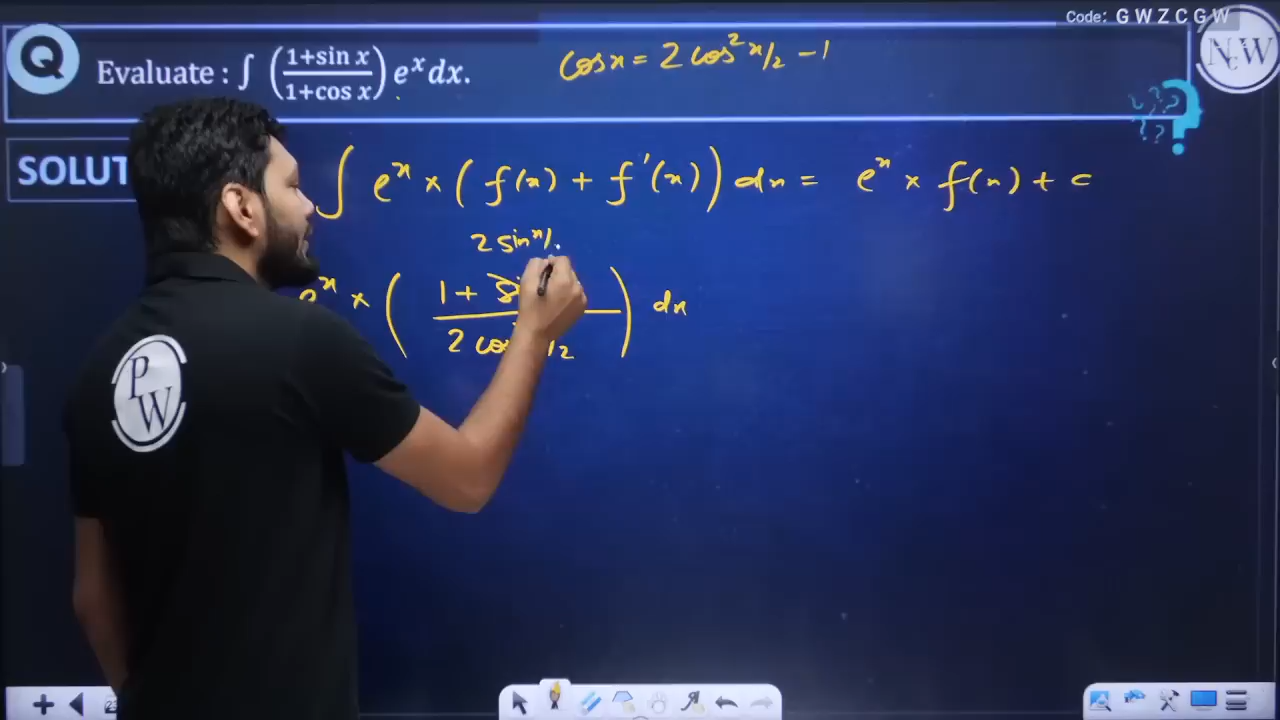 Code: G W Z C G W
Q
Evaluate : ∫ ((1+sin x)/(1+cos x)) e^x dx.
cos x = 2 cos² x/2 - 1
N C W
SOLUT
∫ e^x × ( f(x) + f'(x) ) dx = e^x × f(x) + c
2 sin x/
e^x × ( (1 + si)/(2 cos /2) ) dx
P W